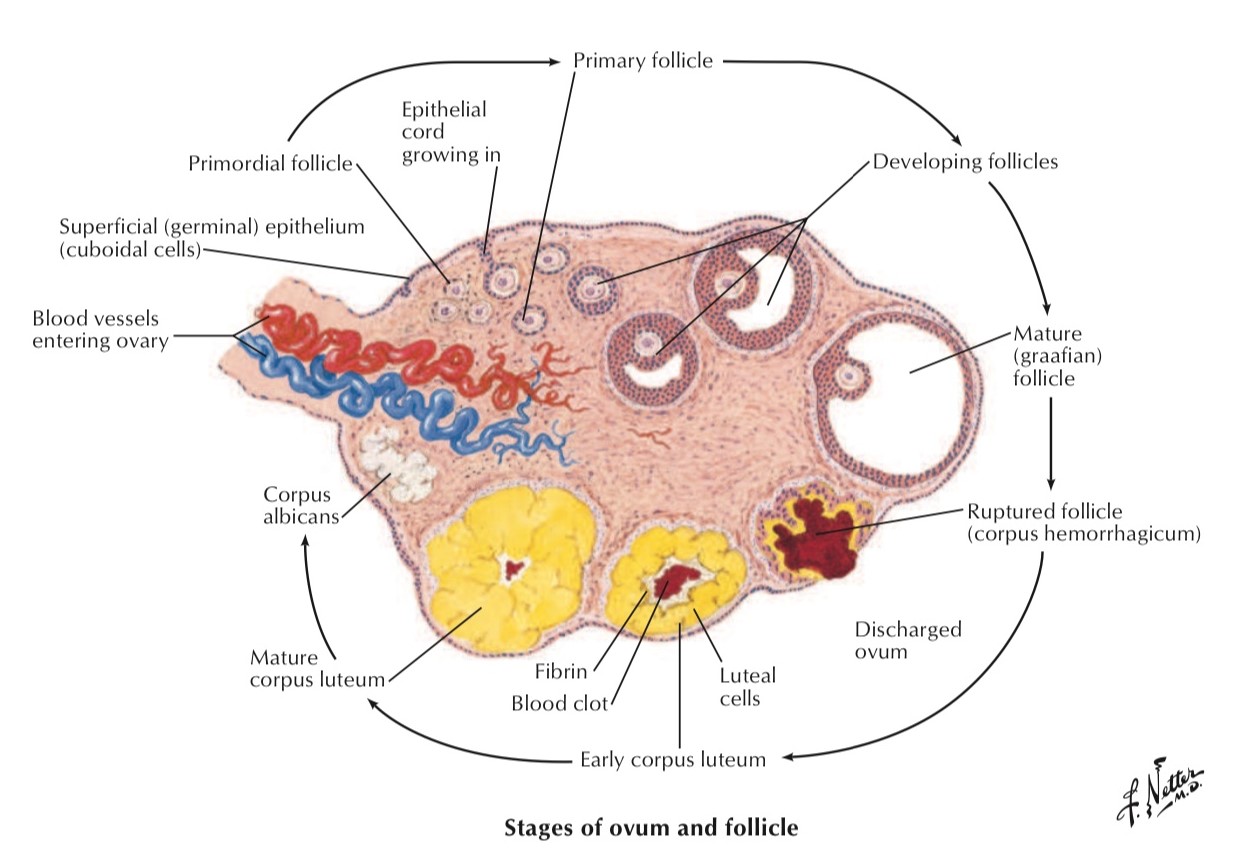 Primary follicle
Epithelial
cord
growing in
Primordial follicle
Developing follicles
Superficial (germinal) epithelium
(cuboidal cells)
Blood vessels
entering ovary
Mature
(graafian)
follicle
Corpus
albicans
Ruptured follicle
(corpus hemorrhagicum)
Discharged
ovum
Mature
corpus luteum
Fibrin
Blood clot
Luteal
cells
Early corpus luteum
F. Netter
M.D.
Stages of ovum and follicle